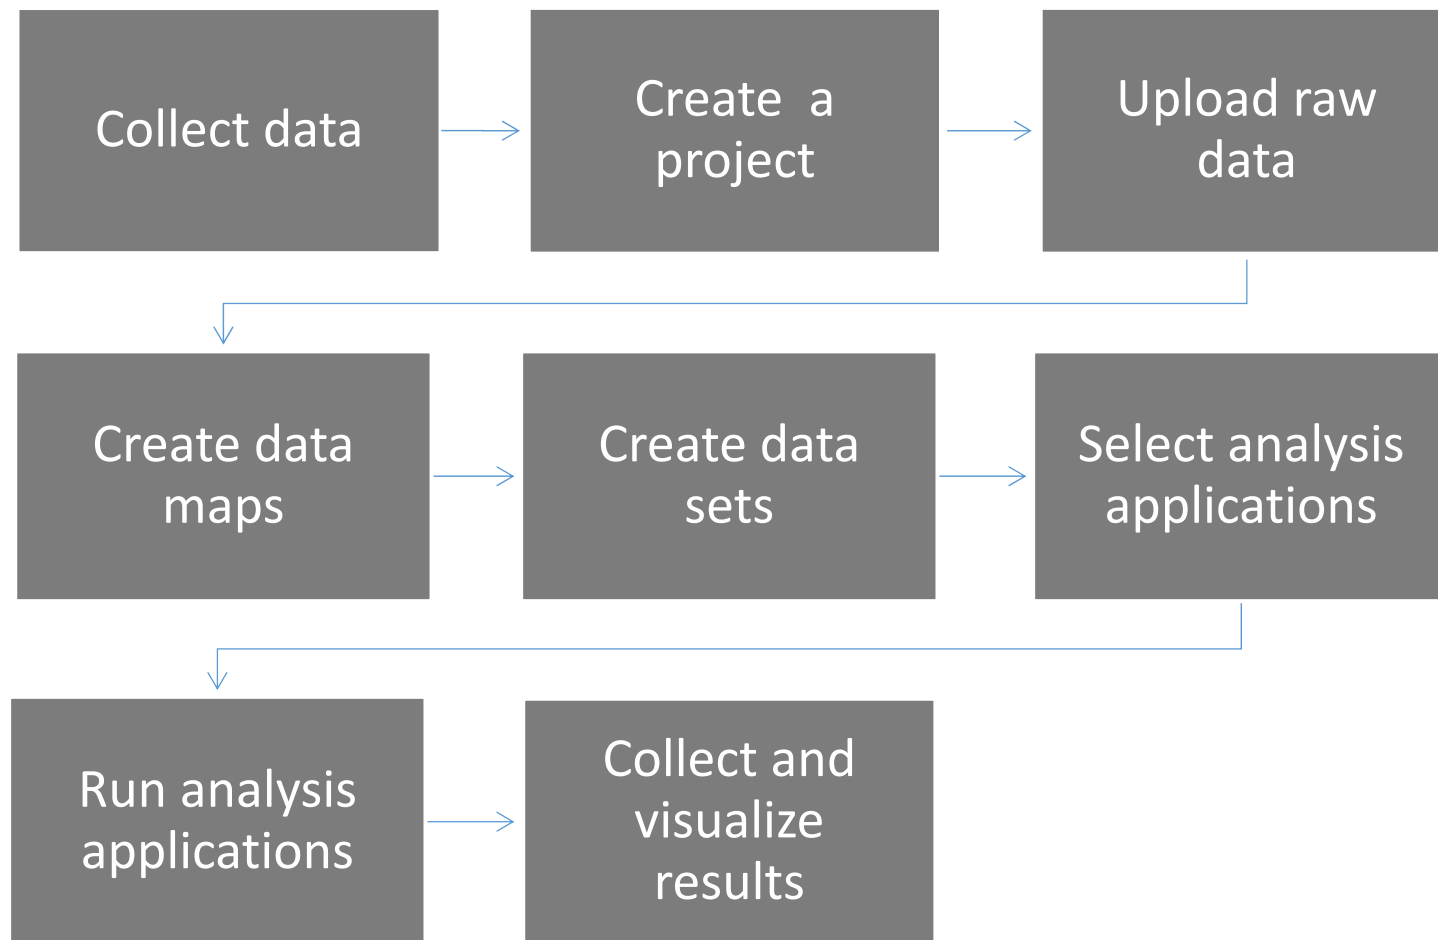 Collect data
Create  a
project
Upload raw
data
Create data
maps
Create data
sets
Select analysis
applications
Run analysis
applications
Collect and
visualize
results